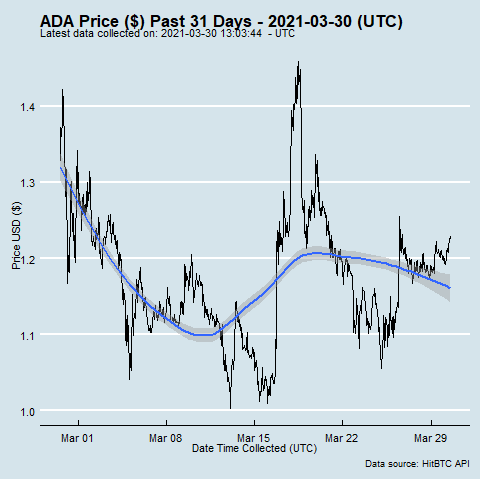 ADA Price ($) Past 31 Days - 2021-03-30 (UTC)
Latest data collected on: 2021-03-30 13:03:44  - UTC
Price USD ($)
1.4
1.3
1.2
1.1
1.0
Mar 01 Mar 08 Mar 15 Mar 22 Mar 29
Date Time Collected (UTC)
Data source: HitBTC API